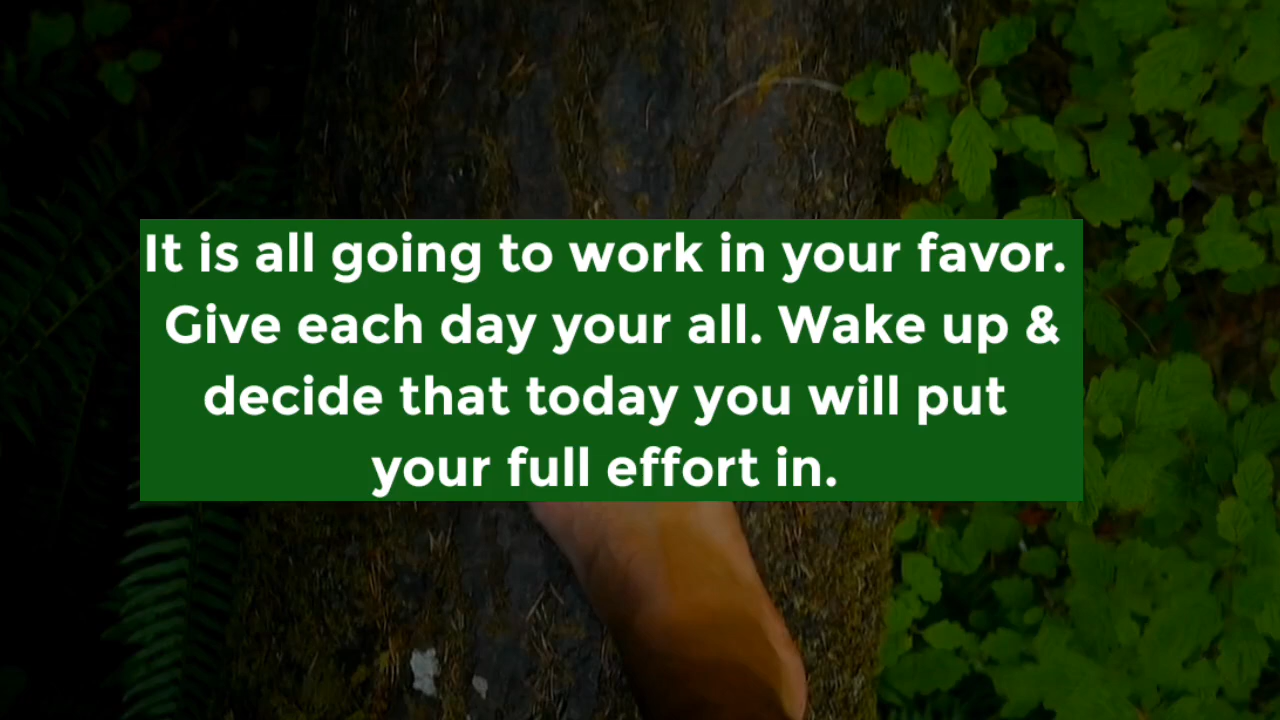 It is all going to work in your favor.
Give each day your all. Wake up &
decide that today you will put
your full effort in.